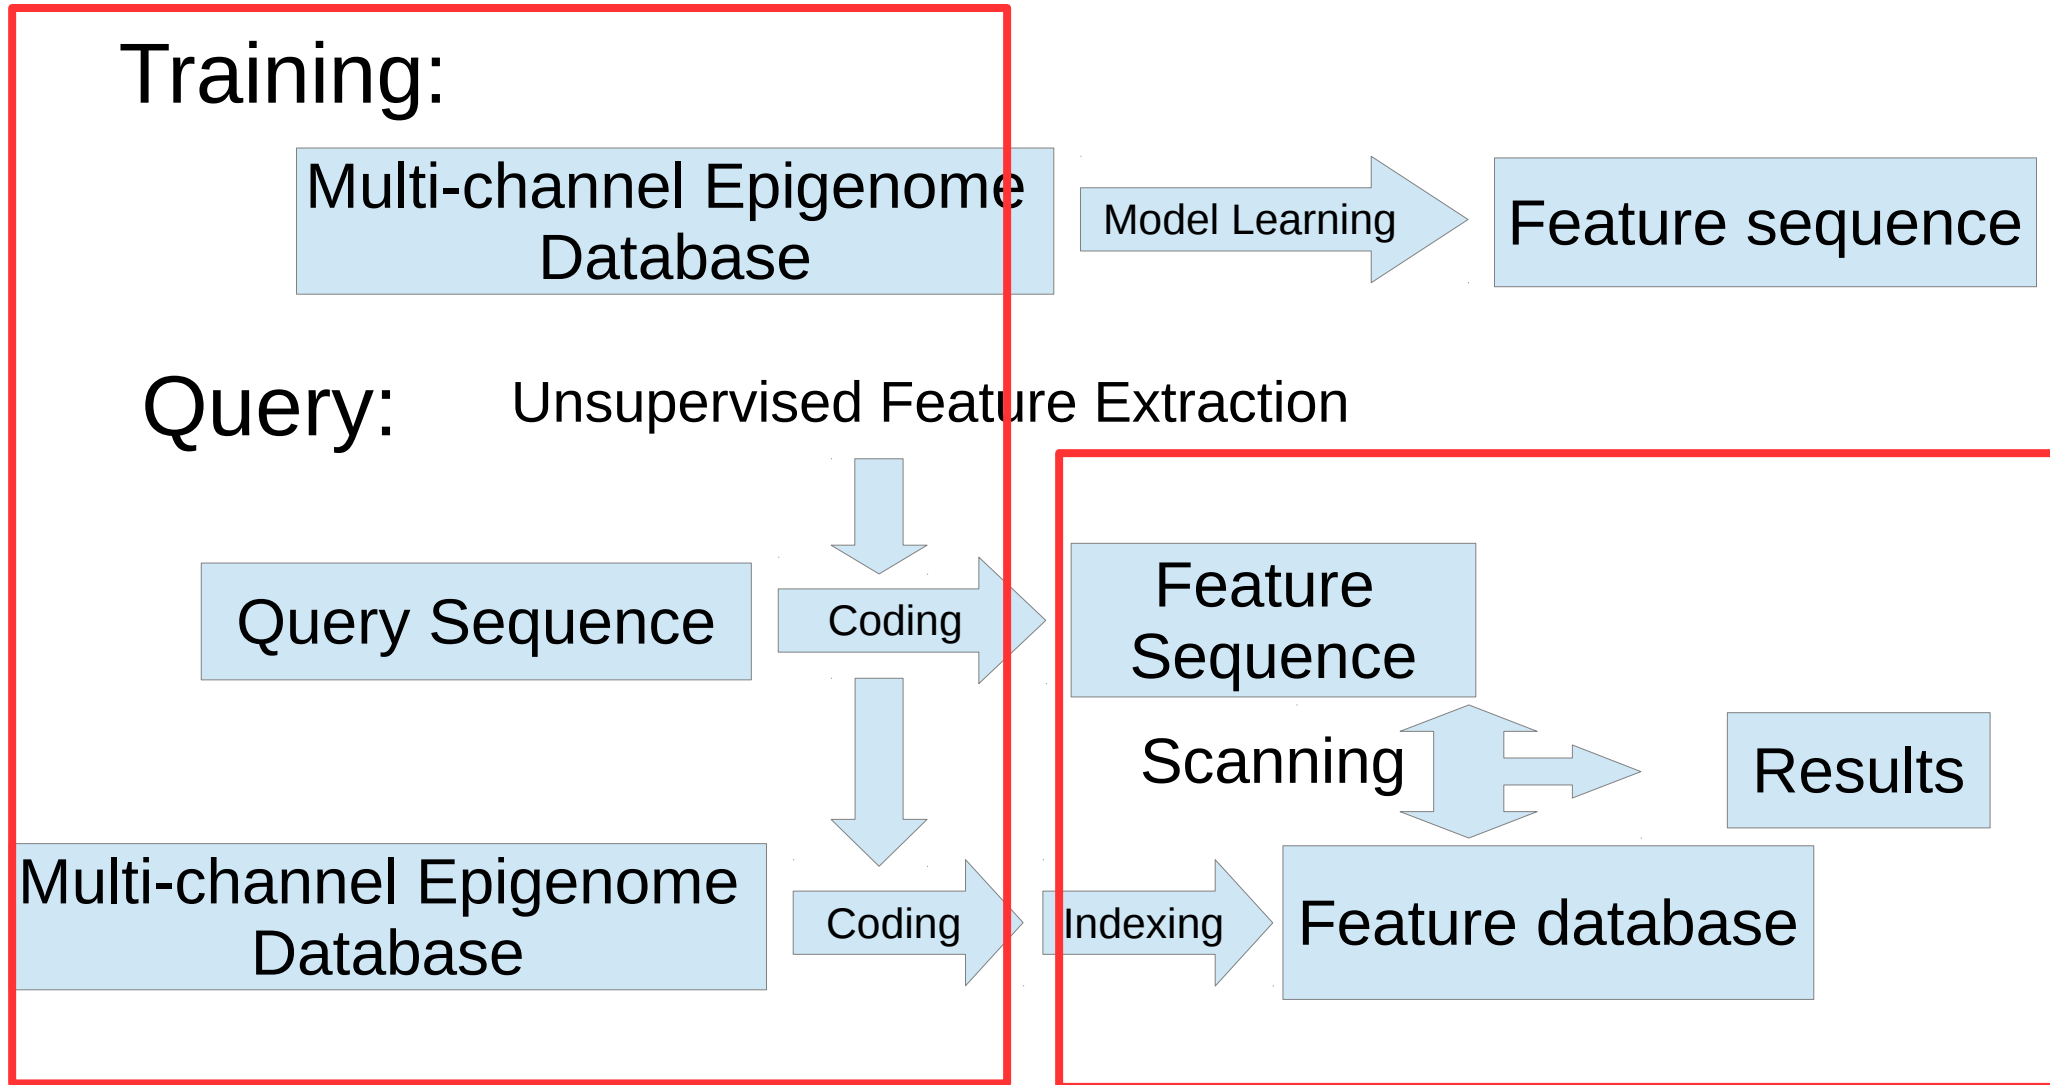 Training:
Multi-channel Epigenome
Database
Model Learning
Feature sequence
Query:
Unsupervised Feature Extraction
Query Sequence
Coding
Feature
Sequence
Scanning
Results
Multi-channel Epigenome
Database
Coding
Indexing
Feature database